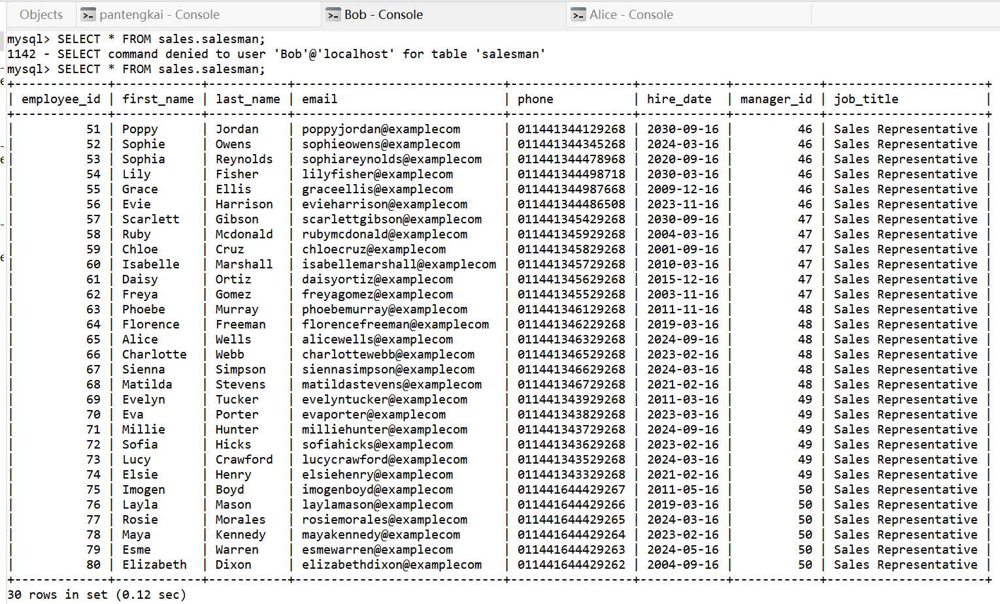 Objects pantengkai - Console Bob - Console Alice - Console
mysql> SELECT * FROM sales.salesman;
1142 - SELECT command denied to user 'Bob'@'localhost' for table 'salesman'
mysql> SELECT * FROM sales.salesman;
+-------------+------------+-----------+-----------------------------+-----------------+------------+------------+----------------------+
| employee_id | first_name | last_name | email                       | phone           | hire_date  | manager_id | job_title            |
+-------------+------------+-----------+-----------------------------+-----------------+------------+------------+----------------------+
|          51 | Poppy      | Jordan    | poppyjordan@examplecom      | 011441344129268 | 2030-09-16 |         46 | Sales Representative |
|          52 | Sophie     | Owens     | sophieowens@examplecom      | 011441344345268 | 2024-03-16 |         46 | Sales Representative |
|          53 | Sophia     | Reynolds  | sophiareynolds@examplecom   | 011441344478968 | 2020-09-16 |         46 | Sales Representative |
|          54 | Lily       | Fisher    | lilyfisher@examplecom       | 011441344498718 | 2030-03-16 |         46 | Sales Representative |
|          55 | Grace      | Ellis     | graceellis@examplecom       | 011441344987668 | 2009-12-16 |         46 | Sales Representative |
|          56 | Evie       | Harrison  | evieharrison@examplecom     | 011441344486508 | 2023-11-16 |         46 | Sales Representative |
|          57 | Scarlett   | Gibson    | scarlettgibson@examplecom   | 011441345429268 | 2030-09-16 |         47 | Sales Representative |
|          58 | Ruby       | Mcdonald  | rubymcdonald@examplecom     | 011441345929268 | 2004-03-16 |         47 | Sales Representative |
|          59 | Chloe      | Cruz      | chloecruz@examplecom        | 011441345829268 | 2001-09-16 |         47 | Sales Representative |
|          60 | Isabelle   | Marshall  | isabellemarshall@examplecom | 011441345729268 | 2010-03-16 |         47 | Sales Representative |
|          61 | Daisy      | Ortiz     | daisyortiz@examplecom       | 011441345629268 | 2015-12-16 |         47 | Sales Representative |
|          62 | Freya      | Gomez     | freyagomez@examplecom       | 011441345529268 | 2003-11-16 |         47 | Sales Representative |
|          63 | Phoebe     | Murray    | phoebemurray@examplecom     | 011441346129268 | 2011-11-16 |         48 | Sales Representative |
|          64 | Florence   | Freeman   | florencefreeman@examplecom  | 011441346229268 | 2019-03-16 |         48 | Sales Representative |
|          65 | Alice      | Wells     | alicewells@examplecom       | 011441346329268 | 2024-09-16 |         48 | Sales Representative |
|          66 | Charlotte  | Webb      | charlottewebb@examplecom    | 011441346529268 | 2023-02-16 |         48 | Sales Representative |
|          67 | Sienna     | Simpson   | siennasimpson@examplecom    | 011441346629268 | 2024-03-16 |         48 | Sales Representative |
|          68 | Matilda    | Stevens   | matildastevens@examplecom   | 011441346729268 | 2021-02-16 |         48 | Sales Representative |
|          69 | Evelyn     | Tucker    | evelyntucker@examplecom     | 011441343929268 | 2011-03-16 |         49 | Sales Representative |
|          70 | Eva        | Porter    | evaporter@examplecom        | 011441343829268 | 2023-03-16 |         49 | Sales Representative |
|          71 | Millie     | Hunter    | milliehunter@examplecom     | 011441343729268 | 2024-09-16 |         49 | Sales Representative |
|          72 | Sofia      | Hicks     | sofiahicks@examplecom       | 011441343629268 | 2023-02-16 |         49 | Sales Representative |
|          73 | Lucy       | Crawford  | lucycrawford@examplecom     | 011441343529268 | 2024-03-16 |         49 | Sales Representative |
|          74 | Elsie      | Henry     | elsiehenry@examplecom       | 011441343329268 | 2021-02-16 |         49 | Sales Representative |
|          75 | Imogen     | Boyd      | imogenboyd@examplecom       | 011441644429267 | 2011-05-16 |         50 | Sales Representative |
|          76 | Layla      | Mason     | laylamason@examplecom       | 011441644429266 | 2019-03-16 |         50 | Sales Representative |
|          77 | Rosie      | Morales   | rosiemorales@examplecom     | 011441644429265 | 2024-03-16 |         50 | Sales Representative |
|          78 | Maya       | Kennedy   | mayakennedy@examplecom      | 011441644429264 | 2023-02-16 |         50 | Sales Representative |
|          79 | Esme       | Warren    | esmewarren@examplecom       | 011441644429263 | 2024-05-16 |         50 | Sales Representative |
|          80 | Elizabeth  | Dixon     | elizabethdixon@examplecom   | 011441644429262 | 2004-09-16 |         50 | Sales Representative |
+-------------+------------+-----------+-----------------------------+-----------------+------------+------------+----------------------+
30 rows in set (0.12 sec)